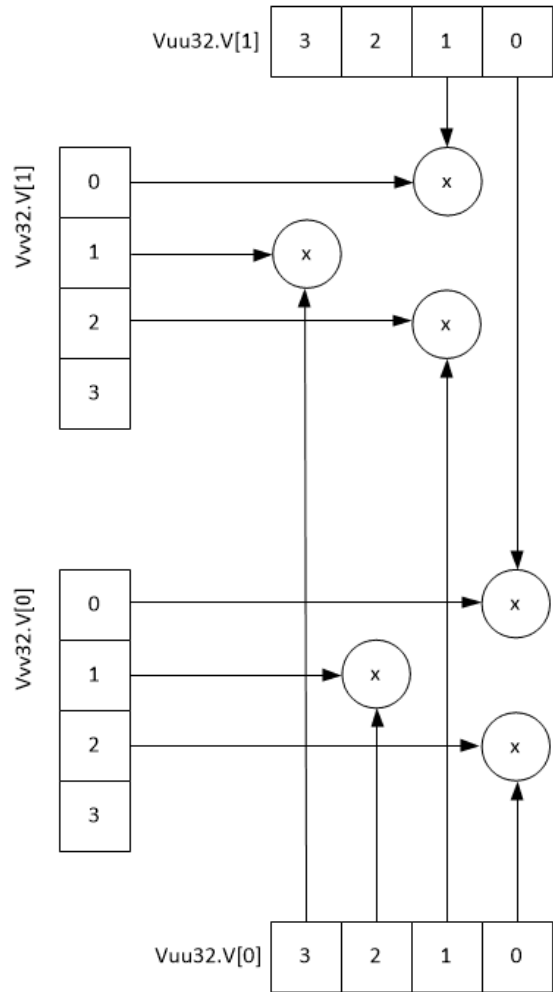 Vuu32.V[1] 3 2 1 0
Vvv32.V[1]
0 x
1 x
2 x
3
Vvv32.V[0]
0 x
1 x
2 x
3
Vuu32.V[0] 3 2 1 0